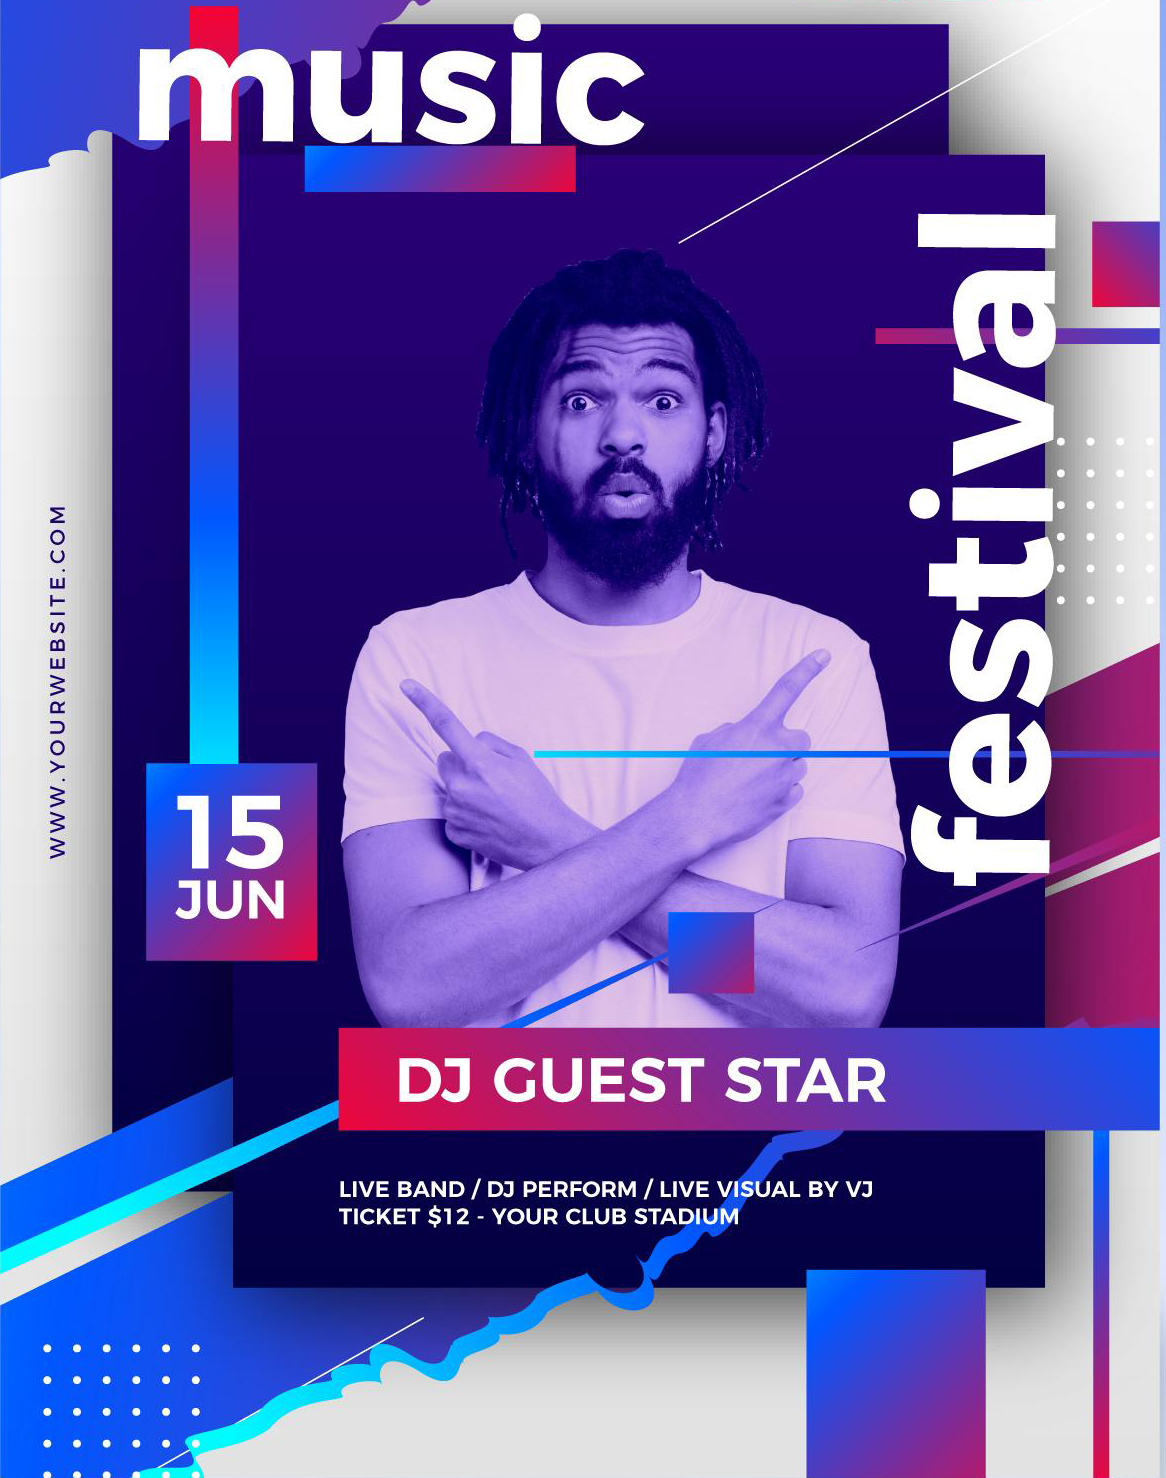 music
festival
WWW.YOURWEBSITE.COM
15
JUN
DJ GUEST STAR
LIVE BAND / DJ PERFORM / LIVE VISUAL BY VJ
TICKET $12 - YOUR CLUB STADIUM